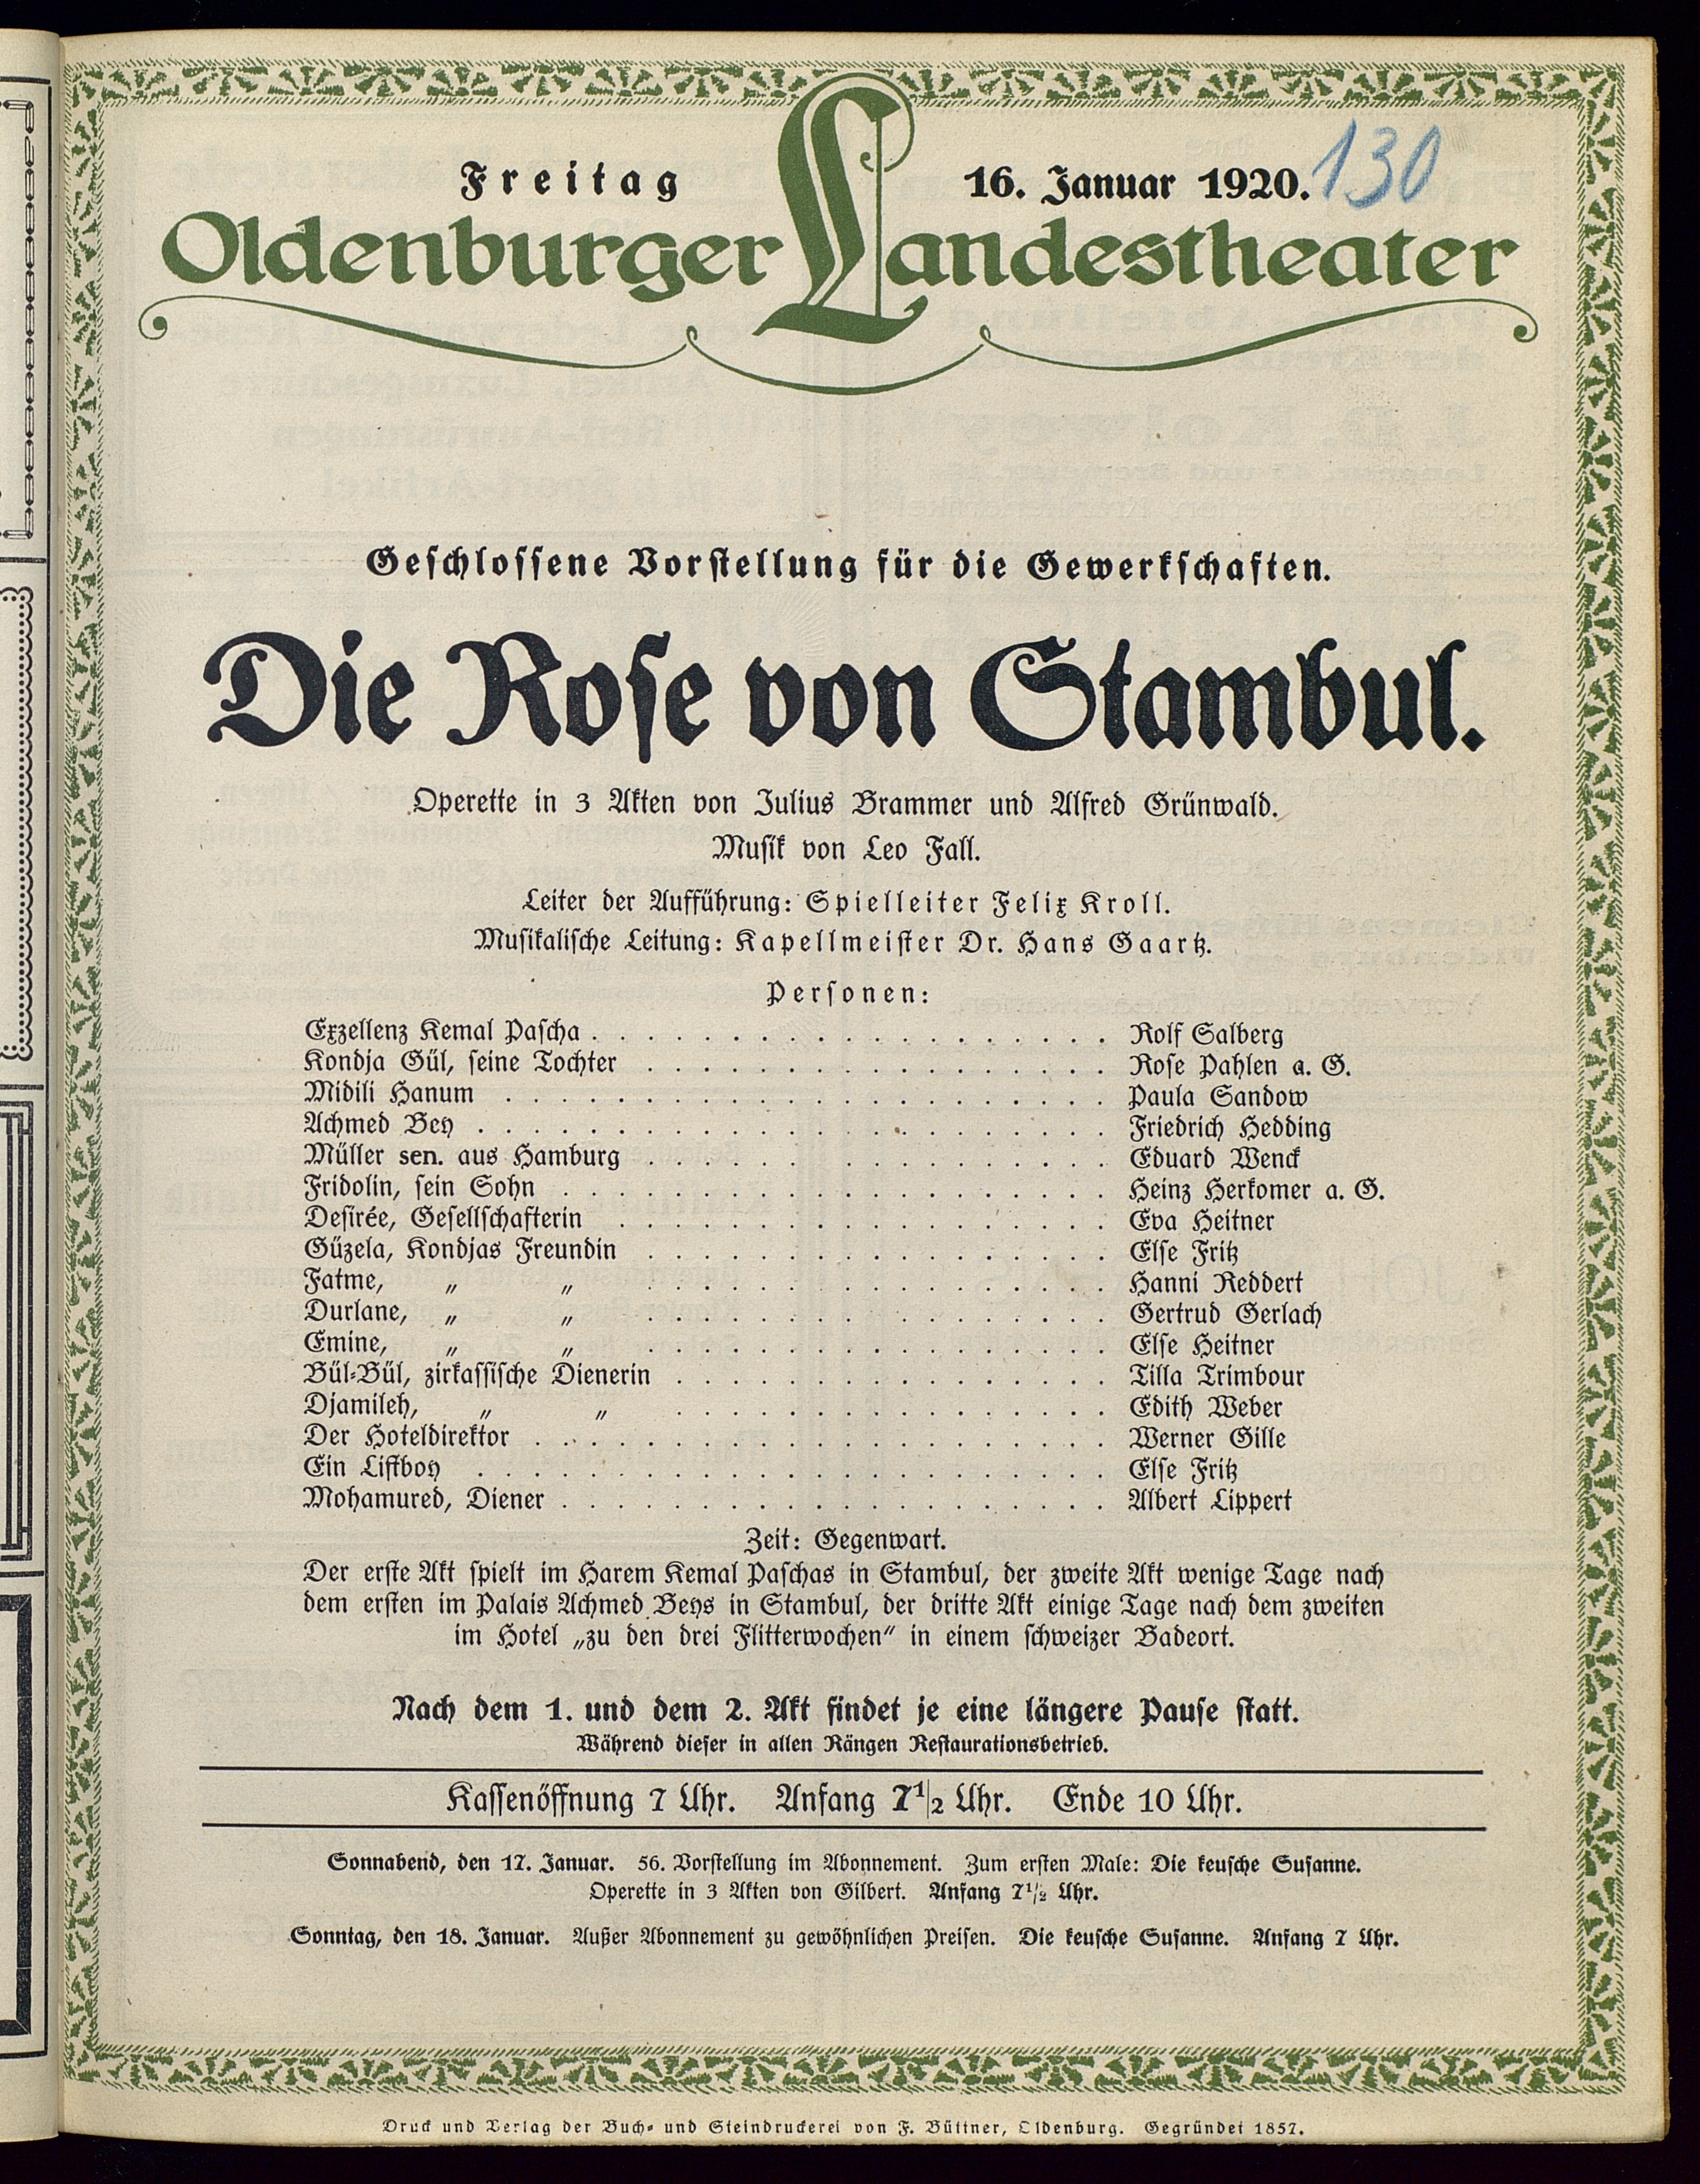 Freitag 16. Januar 1920. 130
Oldenburger Landestheater
Geschlossene Vorstellung für die Gewerkschaften.
Die Rose von Stambul.
Operette in 3 Akten von Julius Brammer und Alfred Grünwald.
Musik von Leo Fall.
Leiter der Aufführung: Spielleiter Felix Kroll.
Musikalische Leitung: Kapellmeister Dr. Hans Gaartz.
Personen:
Exzellenz Kemal Pascha . . . . . . . . . . . . . . . . . . . Rolf Salberg
Kondja Gül, seine Tochter . . . . . . . . . . . . . . . . . Rose Pahlen a. G.
Midili Hanum . . . . . . . . . . . . . . . . . . . . . . Paula Sandow
Achmed Bey . . . . . . . . . . . . . . . . . . . . . . . Friedrich Hedding
Müller sen. aus Hamburg . . . . . . . . . . . . . . . . . Eduard Wenck
Fridolin, sein Sohn . . . . . . . . . . . . . . . . . . . . Heinz Herkomer a. G.
Desirée, Gesellschafterin . . . . . . . . . . . . . . . . . . Eva Heitner
Güzela, Kondjas Freundin . . . . . . . . . . . . . . . . . Else Fritz
Fatme, " " . . . . . . . . . . . . . . . . . Hanni Reddert
Durlane, " " . . . . . . . . . . . . . . . . . Gertrud Gerlach
Emine, " " . . . . . . . . . . . . . . . . . Else Heitner
Bül-Bül, zirkassische Dienerin . . . . . . . . . . . . . . . . Tilla Trimbour
Djamileh, " " . . . . . . . . . . . . . . . . Edith Weber
Der Hoteldirektor . . . . . . . . . . . . . . . . . . . . . Werner Gille
Ein Liftboy . . . . . . . . . . . . . . . . . . . . . . . Else Fritz
Mohamured, Diener . . . . . . . . . . . . . . . . . . . . Albert Lippert
Zeit: Gegenwart.
Der erste Akt spielt im Harem Kemal Paschas in Stambul, der zweite Akt wenige Tage nach
dem ersten im Palais Achmed Beys in Stambul, der dritte Akt einige Tage nach dem zweiten
im Hotel „zu den drei Flitterwochen“ in einem schweizer Badeort.
Nach dem 1. und dem 2. Akt findet je eine längere Pause statt.
Während dieser in allen Rängen Restaurationsbetrieb.
Kassenöffnung 7 Uhr. Anfang 7 1/2 Uhr. Ende 10 Uhr.
Sonnabend, den 17. Januar. 56. Vorstellung im Abonnement. Zum ersten Male: Die keusche Susanne.
Operette in 3 Akten von Gilbert. Anfang 7 1/2 Uhr.
Sonntag, den 18. Januar. Außer Abonnement zu gewöhnlichen Preisen. Die keusche Susanne. Anfang 7 Uhr.
Druck und Verlag der Buch- und Steindruckerei von F. Büttner, Oldenburg. Gegründet 1857.